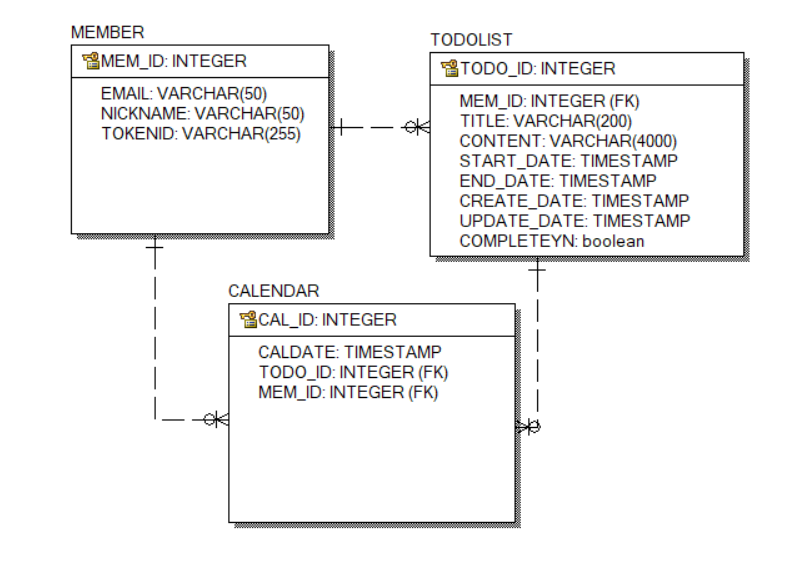 MEMBER
MEM_ID: INTEGER
EMAIL: VARCHAR(50)
NICKNAME: VARCHAR(50)
TOKENID: VARCHAR(255)
TODOLIST
TODO_ID: INTEGER
MEM_ID: INTEGER (FK)
TITLE: VARCHAR(200)
CONTENT: VARCHAR(4000)
START_DATE: TIMESTAMP
END_DATE: TIMESTAMP
CREATE_DATE: TIMESTAMP
UPDATE_DATE: TIMESTAMP
COMPLETEYN: boolean
CALENDAR
CAL_ID: INTEGER
CALDATE: TIMESTAMP
TODO_ID: INTEGER (FK)
MEM_ID: INTEGER (FK)